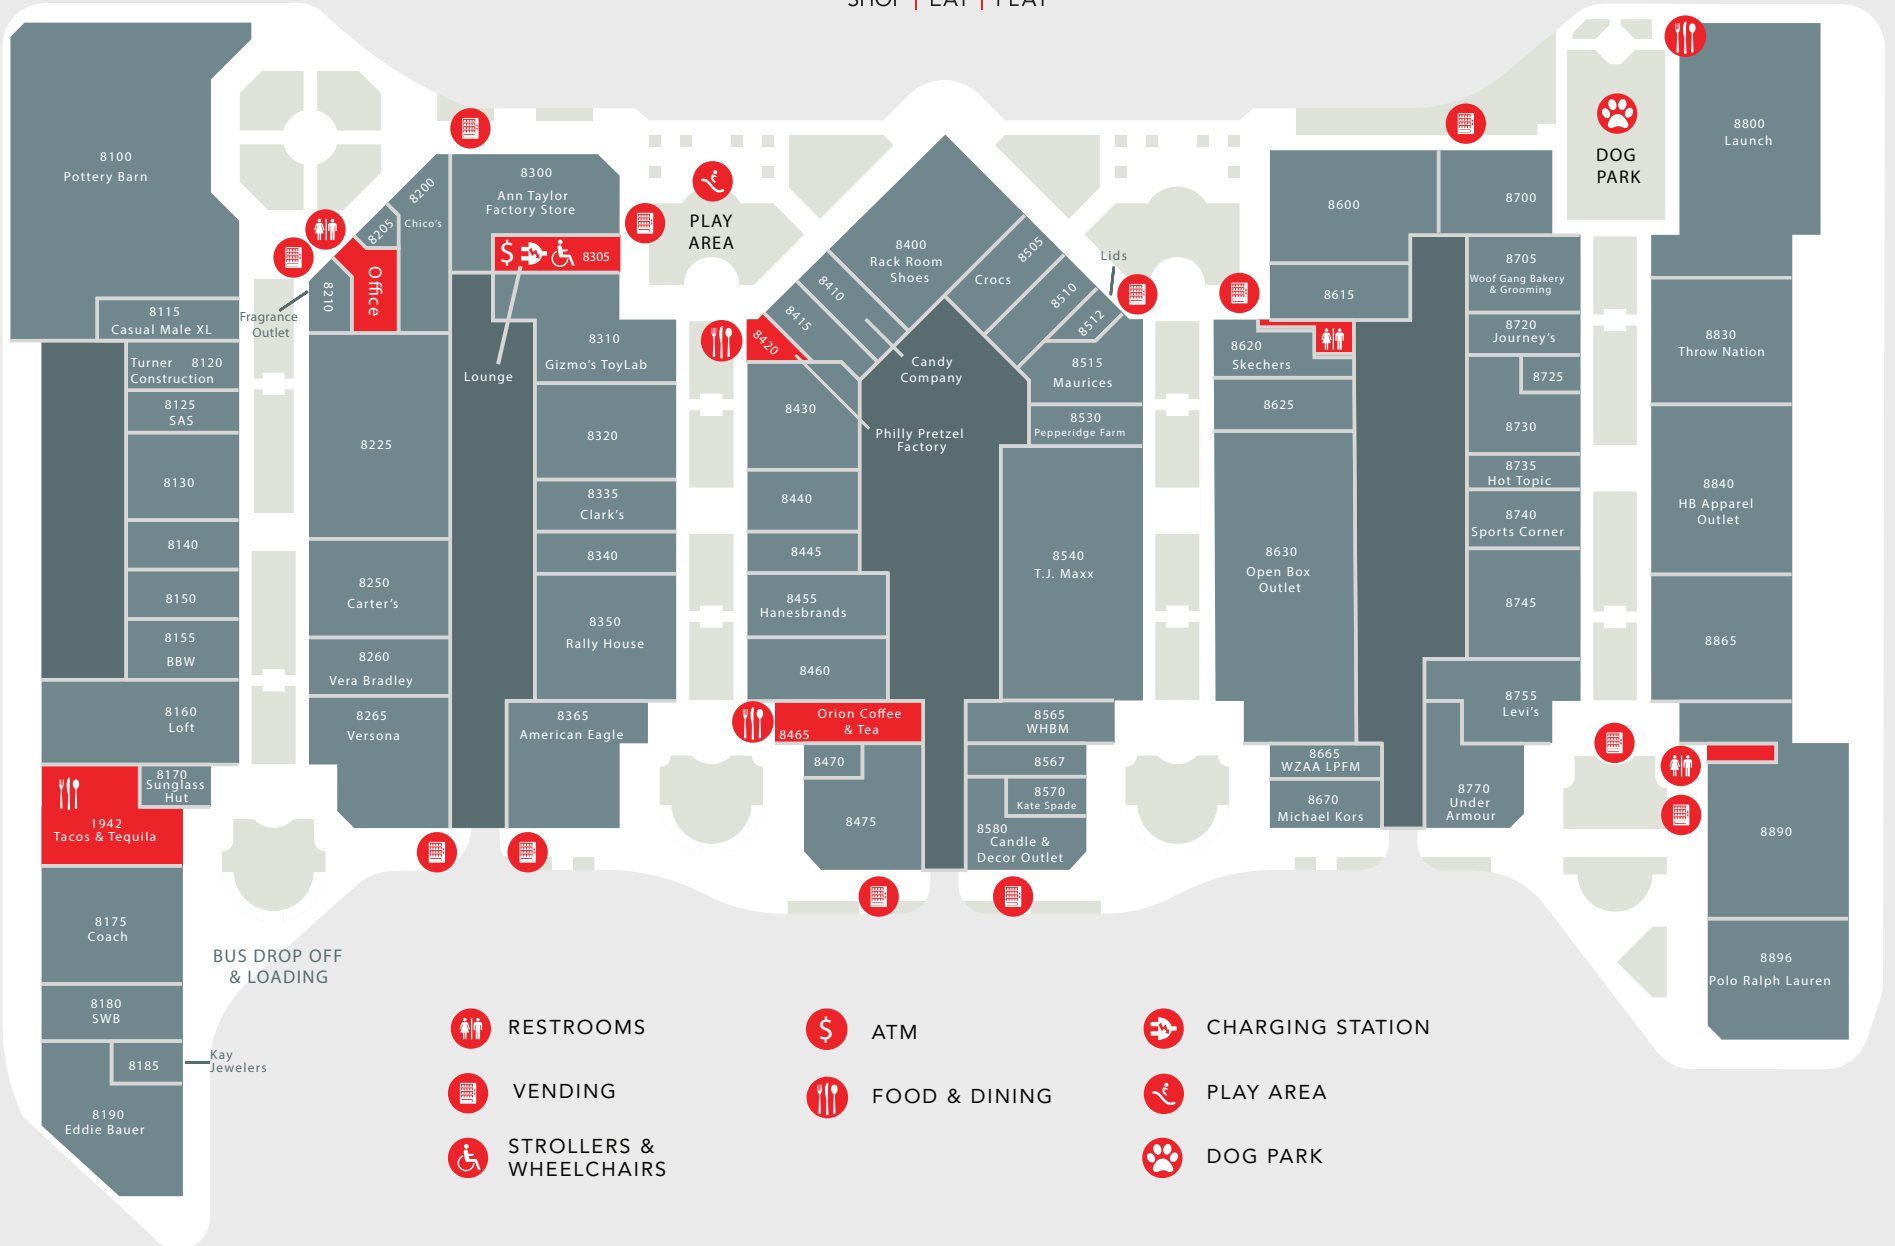 SHOP | EAT | PLAY
8100
Pottery Barn
8115
Casual Male XL
Turner 8120
Construction
8125
SAS
8130
8140
8150
8155
BBW
8160
Loft
8170
Sunglass
Hut
1942
Tacos & Tequila
8175
Coach
8180
SWB
8185
Kay
Jewelers
8190
Eddie Bauer
BUS DROP OFF
& LOADING
8200
Chico's
8205
Office
8210
Fragrance
Outlet
8225
8250
Carter's
8260
Vera Bradley
8265
Versona
8300
Ann Taylor
Factory Store
$ 8305
Lounge
8310
Gizmo's ToyLab
8320
8335
Clark's
8340
8350
Rally House
8365
American Eagle
PLAY
AREA
8400
Rack Room
Shoes
8410
8415
8420
Candy
Company
Philly Pretzel
Factory
8430
8440
8445
8455
Hanesbrands
8460
Orion Coffee
& Tea
8465
8470
8475
8505
Crocs
8510
8512
Lids
8515
Maurices
8530
Pepperidge Farm
8540
T.J. Maxx
8565
WHBM
8567
8570
Kate Spade
8580
Candle &
Decor Outlet
8600
8615
8620
Skechers
8625
8630
Open Box
Outlet
8665
WZAA LPFM
8670
Michael Kors
8700
8705
Woof Gang Bakery
& Grooming
8720
Journey's
8725
8730
8735
Hot Topic
8740
Sports Corner
8745
8755
Levi's
8770
Under
Armour
DOG
PARK
8800
Launch
8830
Throw Nation
8840
HB Apparel
Outlet
8865
8890
8896
Polo Ralph Lauren
RESTROOMS
VENDING
STROLLERS &
WHEELCHAIRS
$ ATM
FOOD & DINING
CHARGING STATION
PLAY AREA
DOG PARK